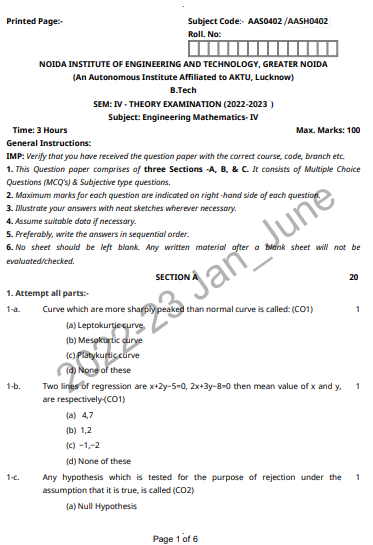 Printed Page:- Subject Code:- AAS0402 /AASH0402
Roll. No:
NOIDA INSTITUTE OF ENGINEERING AND TECHNOLOGY, GREATER NOIDA
(An Autonomous Institute Affiliated to AKTU, Lucknow)
B.Tech
SEM: IV - THEORY EXAMINATION (2022-2023 )
Subject: Engineering Mathematics- IV
Time: 3 Hours Max. Marks: 100
General Instructions:
IMP: Verify that you have received the question paper with the correct course, code, branch etc.
1. This Question paper comprises of three Sections -A, B, & C. It consists of Multiple Choice
Questions (MCQ's) & Subjective type questions.
2. Maximum marks for each question are indicated on right -hand side of each question.
3. Illustrate your answers with neat sketches wherever necessary.
4. Assume suitable data if necessary.
5. Preferably, write the answers in sequential order.
6. No sheet should be left blank. Any written material after a blank sheet will not be
evaluated/checked.
SECTION A 20
1. Attempt all parts:-
1-a. Curve which are more sharply peaked than normal curve is called: (CO1) 1
(a) Leptokurtic curve
(b) Mesokurtic curve
(c) Platykurtic curve
(d) None of these
1-b. Two lines of regression are x+2y−5=0, 2x+3y−8=0 then mean value of x and y, 1
are respectively-(CO1)
(a) 4,7
(b) 1,2
(c) −1,−2
(d) None of these
1-c. Any hypothesis which is tested for the purpose of rejection under the 1
assumption that it is true, is called (CO2)
(a) Null Hypothesis
Page 1 of 6
2022-23 Jan_June